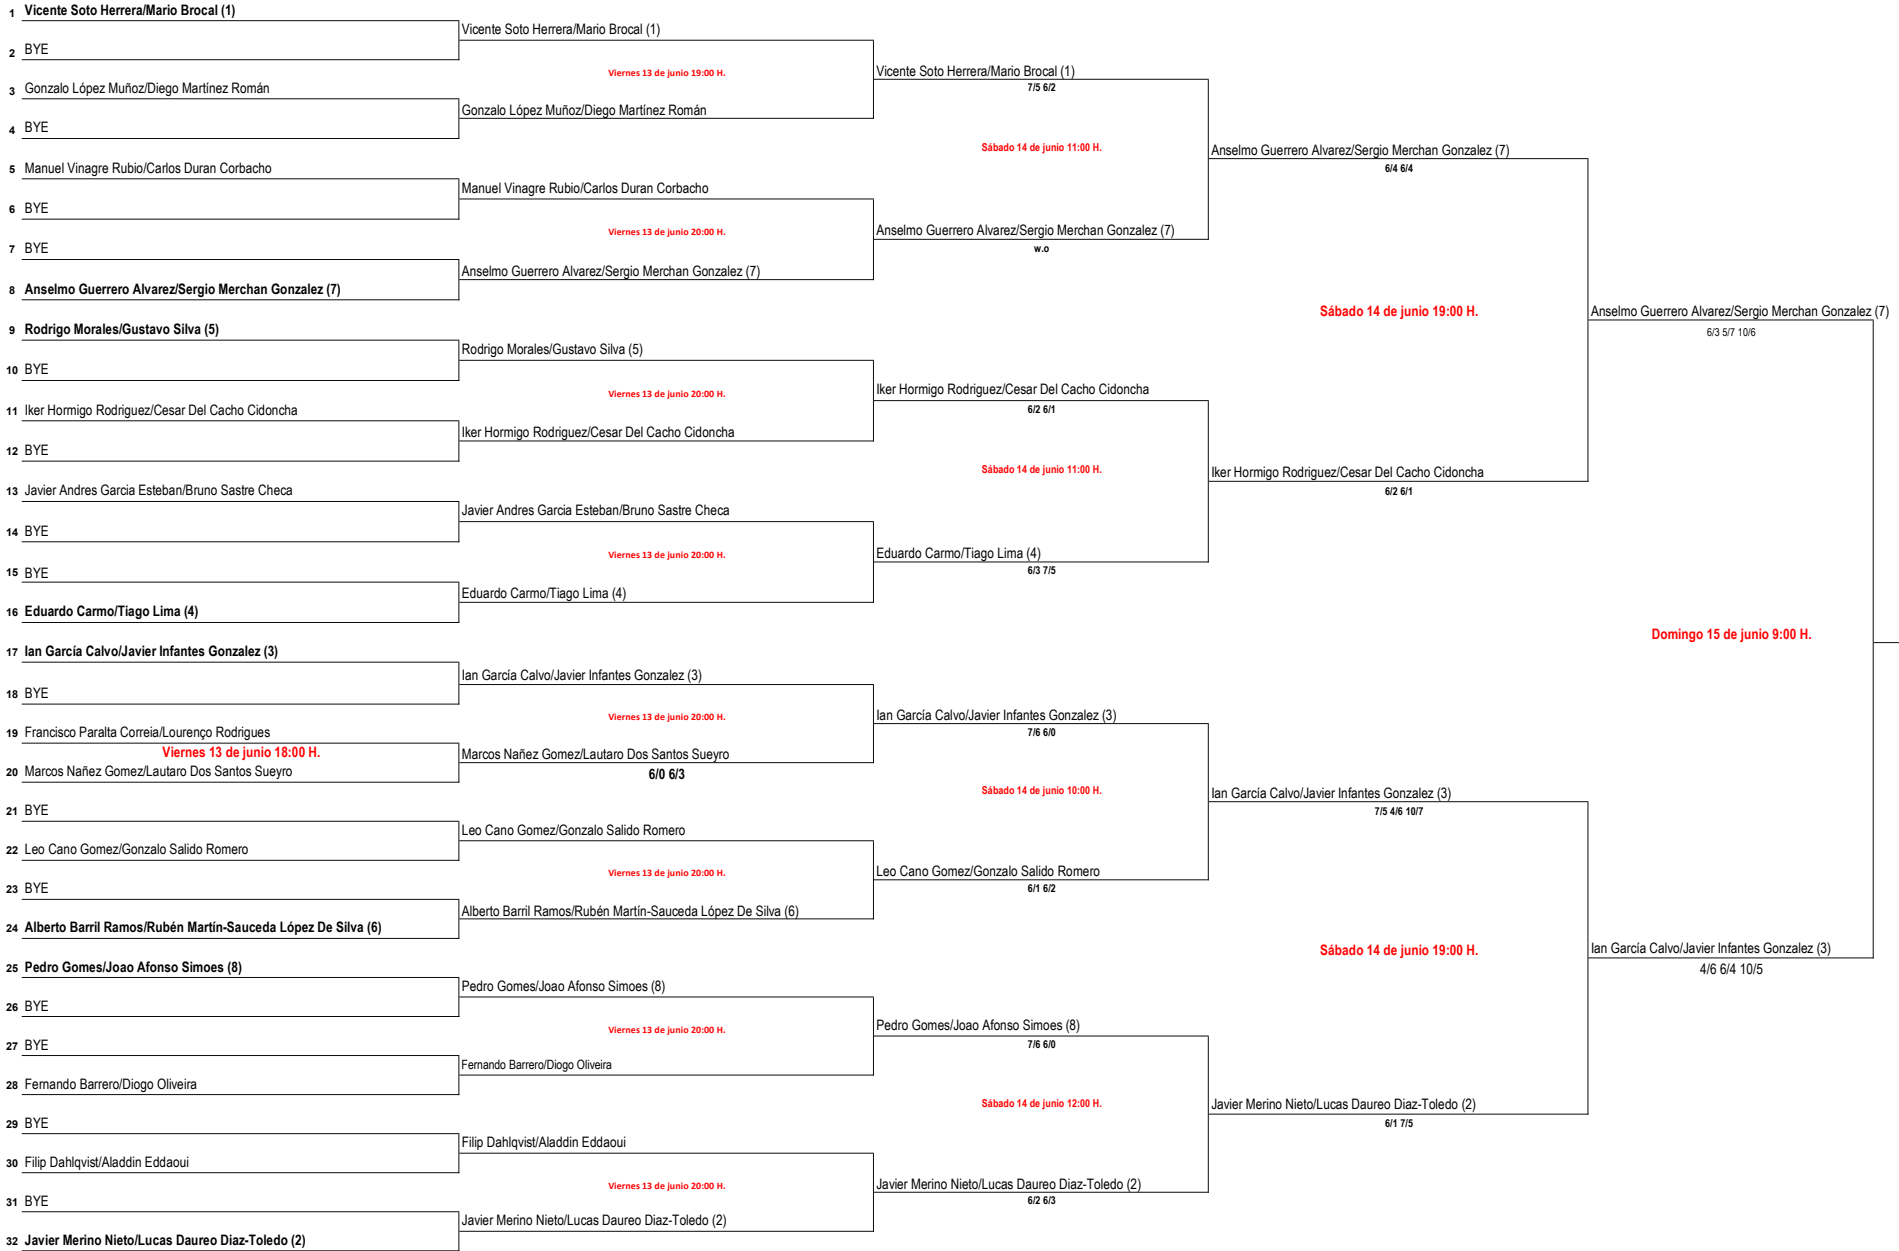 1 Vicente Soto Herrera/Mario Brocal (1)
Vicente Soto Herrera/Mario Brocal (1)
2 BYE
Viernes 13 de junio 19:00 H.
Vicente Soto Herrera/Mario Brocal (1)
7/5 6/2
3 Gonzalo López Muñoz/Diego Martínez Román
Gonzalo López Muñoz/Diego Martínez Román
4 BYE
Sábado 14 de junio 11:00 H.
Anselmo Guerrero Alvarez/Sergio Merchan Gonzalez (7)
6/4 6/4
5 Manuel Vinagre Rubio/Carlos Duran Corbacho
Manuel Vinagre Rubio/Carlos Duran Corbacho
6 BYE
Viernes 13 de junio 20:00 H.
Anselmo Guerrero Alvarez/Sergio Merchan Gonzalez (7)
w.o
7 BYE
Anselmo Guerrero Alvarez/Sergio Merchan Gonzalez (7)
8 Anselmo Guerrero Alvarez/Sergio Merchan Gonzalez (7)
Sábado 14 de junio 19:00 H.
Anselmo Guerrero Alvarez/Sergio Merchan Gonzalez (7)
6/3 5/7 10/6
9 Rodrigo Morales/Gustavo Silva (5)
Rodrigo Morales/Gustavo Silva (5)
10 BYE
Viernes 13 de junio 20:00 H.
Iker Hormigo Rodriguez/Cesar Del Cacho Cidoncha
6/2 6/1
11 Iker Hormigo Rodriguez/Cesar Del Cacho Cidoncha
Iker Hormigo Rodriguez/Cesar Del Cacho Cidoncha
12 BYE
Sábado 14 de junio 11:00 H.
Iker Hormigo Rodriguez/Cesar Del Cacho Cidoncha
6/2 6/1
13 Javier Andres Garcia Esteban/Bruno Sastre Checa
Javier Andres Garcia Esteban/Bruno Sastre Checa
14 BYE
Viernes 13 de junio 20:00 H.
Eduardo Carmo/Tiago Lima (4)
6/3 7/5
15 BYE
Eduardo Carmo/Tiago Lima (4)
16 Eduardo Carmo/Tiago Lima (4)
Domingo 15 de junio 9:00 H.
17 Ian García Calvo/Javier Infantes Gonzalez (3)
Ian García Calvo/Javier Infantes Gonzalez (3)
18 BYE
Viernes 13 de junio 20:00 H.
Ian García Calvo/Javier Infantes Gonzalez (3)
7/6 6/0
19 Francisco Paralta Correia/Lourenço Rodrigues
Viernes 13 de junio 18:00 H.
Marcos Nañez Gomez/Lautaro Dos Santos Sueyro
6/0 6/3
20 Marcos Nañez Gomez/Lautaro Dos Santos Sueyro
Sábado 14 de junio 10:00 H.
Ian García Calvo/Javier Infantes Gonzalez (3)
7/5 4/6 10/7
21 BYE
Leo Cano Gomez/Gonzalo Salido Romero
22 Leo Cano Gomez/Gonzalo Salido Romero
Viernes 13 de junio 20:00 H.
Leo Cano Gomez/Gonzalo Salido Romero
6/1 6/2
23 BYE
Alberto Barril Ramos/Rubén Martín-Sauceda López De Silva (6)
24 Alberto Barril Ramos/Rubén Martín-Sauceda López De Silva (6)
Sábado 14 de junio 19:00 H.
Ian García Calvo/Javier Infantes Gonzalez (3)
4/6 6/4 10/5
25 Pedro Gomes/Joao Afonso Simoes (8)
Pedro Gomes/Joao Afonso Simoes (8)
26 BYE
Viernes 13 de junio 20:00 H.
Pedro Gomes/Joao Afonso Simoes (8)
7/6 6/0
27 BYE
Fernando Barrero/Diogo Oliveira
28 Fernando Barrero/Diogo Oliveira
Sábado 14 de junio 12:00 H.
Javier Merino Nieto/Lucas Daureo Diaz-Toledo (2)
6/1 7/5
29 BYE
Filip Dahlqvist/Aladdin Eddaoui
30 Filip Dahlqvist/Aladdin Eddaoui
Viernes 13 de junio 20:00 H.
Javier Merino Nieto/Lucas Daureo Diaz-Toledo (2)
6/2 6/3
31 BYE
Javier Merino Nieto/Lucas Daureo Diaz-Toledo (2)
32 Javier Merino Nieto/Lucas Daureo Diaz-Toledo (2)